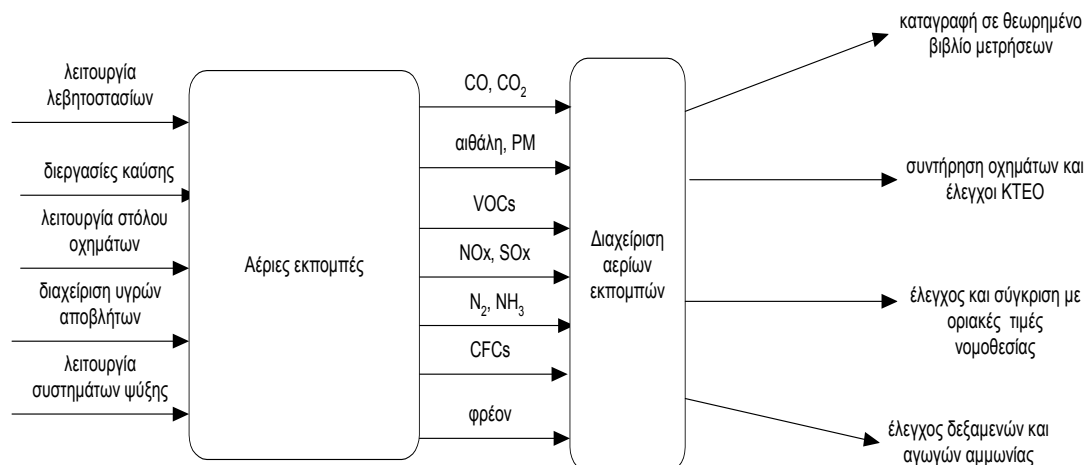 λειτουργία
λεβητοστασίων
διεργασίες καύσης
λειτουργία στόλου
οχημάτων
διαχείριση υγρών
αποβλήτων
λειτουργία
συστημάτων ψύξης
Αέριες εκπομπές
CO, CO₂
αιθάλη, PM
VOCs
NOx, SOx
N₂, NH₃
CFCs
φρέον
Διαχείριση
αερίων
εκπομπών
καταγραφή σε θεωρημένο
βιβλίο μετρήσεων
συντήρηση οχημάτων και
έλεγχοι ΚΤΕΟ
έλεγχος και σύγκριση με
οριακές τιμές
νομοθεσίας
έλεγχος δεξαμενών και
αγωγών αμμωνίας